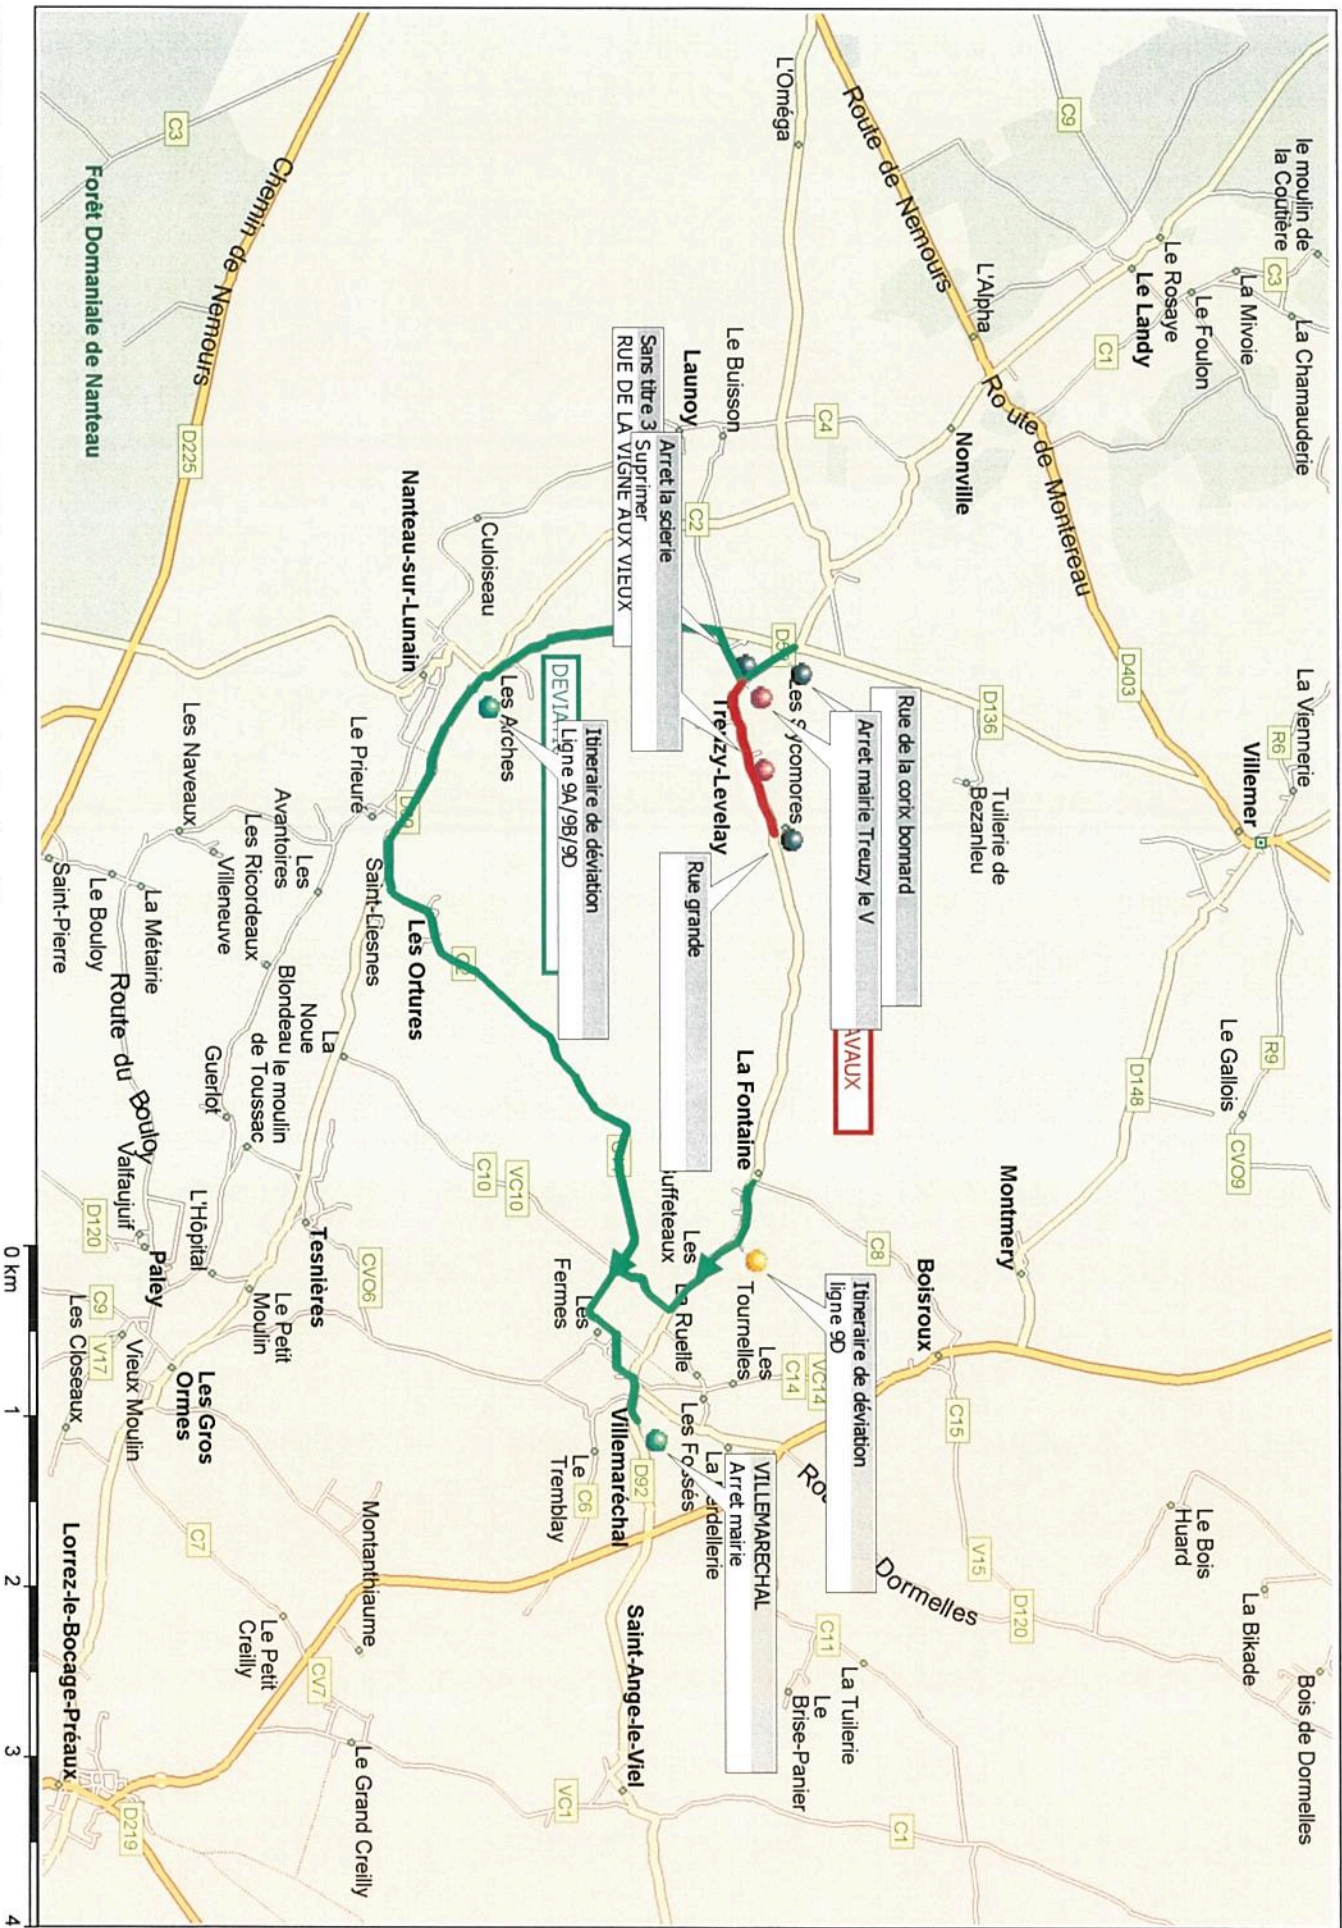 le moulin de
la Coutière
C3
La Chamauderie
La Mivoie
Le Foulon
Le Rosaye
Le Landy
C9
C1
L'Alpha
Route de Nemours
L'Oméga
Route de Montereau
Nonville
C4
Le Buisson
Launoy
C2
La Viennerie
R6
Villemer
D403
D136
Tuilerie de
Bezanleu
R9
Le Gallois
CVO9
D148
Montmery
Rue de la corix bonnard
Arret mairie Treuzy le V
AVAUX
Les Sycomores
Treuzy-Levelay
Arret la scierie
Suprimer
Sans titre 3
RUE DE LA VIGNE AUX VIEUX
Rue grande
La Fontaine
C8
Boisroux
Itineraire de déviation
ligne 9D
Les
Tournelles
C14
VC14
C15
V15
Le Bois
Huard
La Bikade
Bois de Dormelles
D120
Dormelles
C11
La Tuilerie
Le
Brise-Panier
VILLEMARECHAL
Arret mairie
Les
uffeteaux
La Ruelle
Les Fossés
Villemaréchal
D92
Les
Fermes
Le
Tremblay
C6
Saint-Ange-le-Viel
VC1
C1
Itineraire de déviation
Ligne 9A/9B/9D
Les Arches
Culoiseau
Nanteau-sur-Lunain
Le Prieuré
Saint-Liesnes
Les Ortures
VC10
C10
CVO6
Tesnières
Les Naveaux
Villeneuve
Les
Avantoires
Les Ricordeaux
La
Noue
Blondeau
le moulin
de Toussac
Guerlot
L'Hôpital
La Métairie
Le Bouloy
Saint-Pierre
Route du Bouloy
Valfaujuif
D120
Paley
Le Petit
Moulin
C9
V17
Les Closeaux
Vieux Moulin
Les Gros
Ormes
C7
Montanthiaume
Le Petit
Creilly
CV7
Le Grand Creilly
Lorrez-le-Bocage-Préaux
D219
C3
Chemin de Nemours
D225
Forêt Domaniale de Nanteau
0 km
1
2
3
4